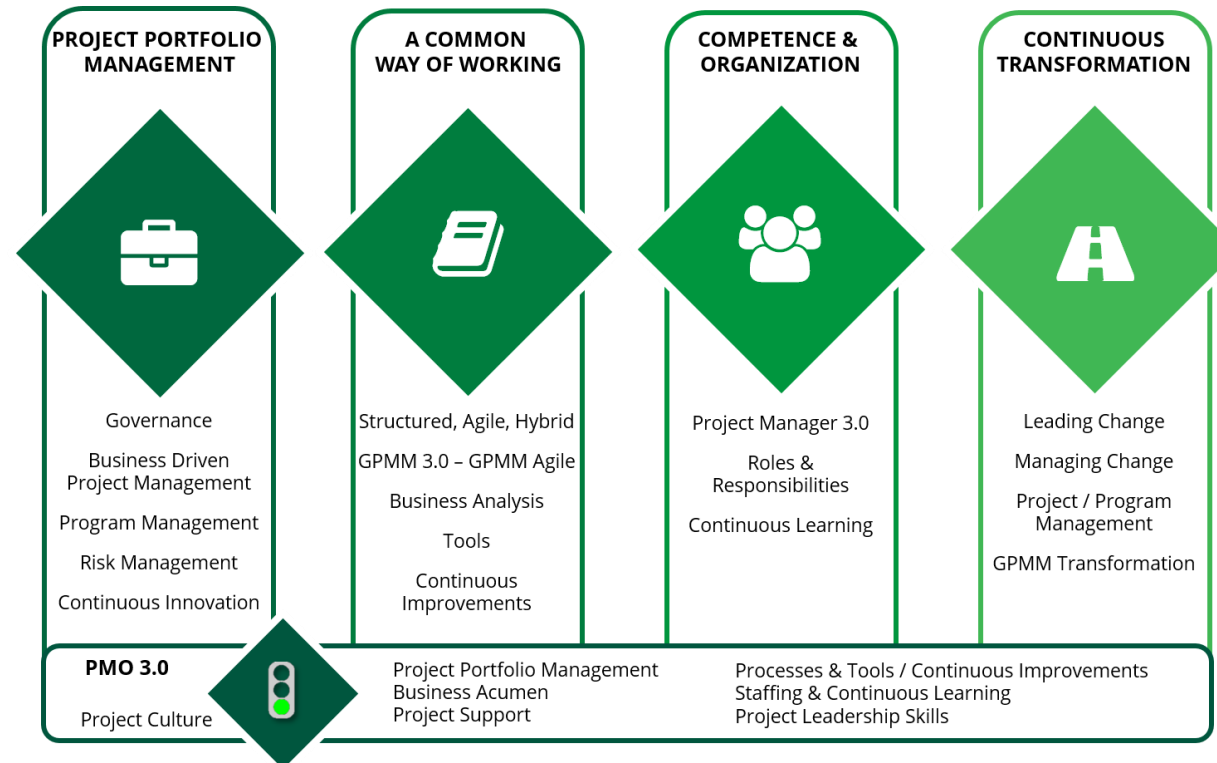 PROJECT PORTFOLIO
MANAGEMENT
Governance
Business Driven
Project Management
Program Management
Risk Management
Continuous Innovation
A COMMON
WAY OF WORKING
Structured, Agile, Hybrid
GPMM 3.0 – GPMM Agile
Business Analysis
Tools
Continuous
Improvements
COMPETENCE &
ORGANIZATION
Project Manager 3.0
Roles &
Responsibilities
Continuous Learning
CONTINUOUS
TRANSFORMATION
Leading Change
Managing Change
Project / Program
Management
GPMM Transformation
PMO 3.0
Project Culture
Project Portfolio Management
Business Acumen
Project Support
Processes & Tools / Continuous Improvements
Staffing & Continuous Learning
Project Leadership Skills